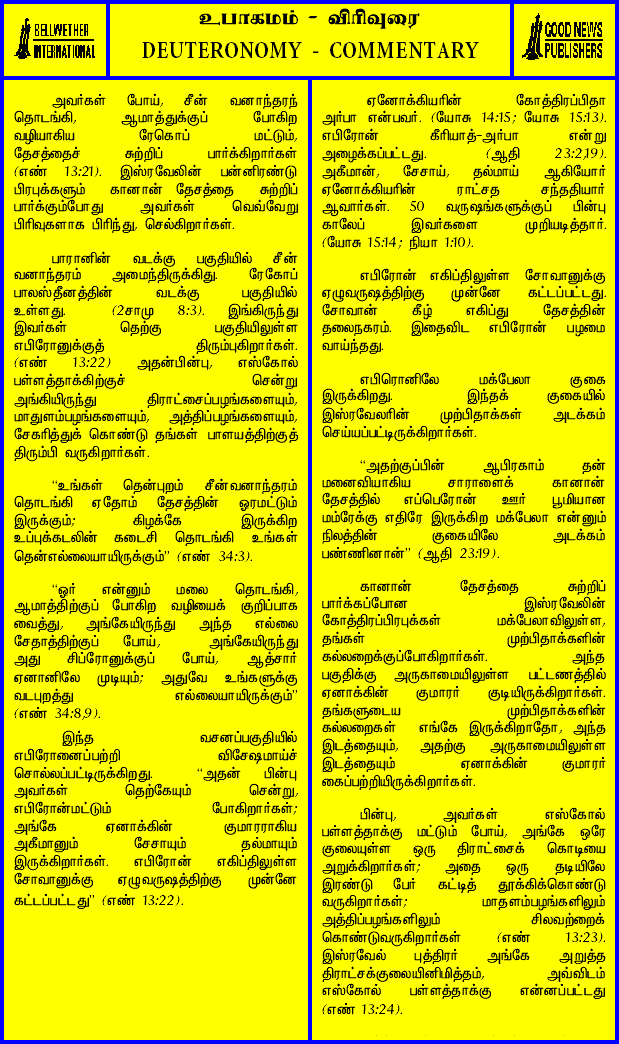 BELLWETHER
INTERNATIONAL
உபாகமம் - விரிவுரை
DEUTERONOMY - COMMENTARY
GOOD NEWS
PUBLISHERS
அவர்கள் போய், சீன் வனாந்தரந்
தொடங்கி, ஆமாத்துக்குப் போகிற
வழியாகிய ரேகொப் மட்டும்,
தேசத்தைச் சுற்றிப் பார்க்கிறார்கள்
(எண் 13:21). இஸ்ரவேலின் பன்னிரண்டு
பிரபுக்களும் கானான் தேசத்தை சுற்றிப்
பார்க்கும்போது அவர்கள் வெவ்வேறு
பிரிவுகளாக பிரிந்து, செல்கிறார்கள்.
பாரானின் வடக்கு பகுதியில் சீன்
வனாந்தரம் அமைந்திருக்கிது. ரேகோப்
பாலஸ்தீனத்தின் வடக்கு பகுதியில்
உள்ளது. (2சாமு 8:3). இங்கிருந்து
இவர்கள் தெற்கு பகுதியிலுள்ள
எபிரோனுக்குத் திரும்புகிறார்கள்.
(எண் 13:22) அதன்பின்பு, எஸ்கோல்
பள்ளத்தாக்கிற்குச் சென்று
அங்கியிருந்து திராட்சைப்பழங்களையும்,
மாதுளம்பழங்களையும், அத்திப்பழங்களையும்,
சேகரித்துக் கொண்டு தங்கள் பாளயத்திற்குத்
திரும்பி வருகிறார்கள்.
“உங்கள் தென்புறம் சீன்வனாந்தரம்
தொடங்கி ஏதோம் தேசத்தின் ஓரமட்டும்
இருக்கும்; கிழக்கே இருக்கிற
உப்புக்கடலின் கடைசி தொடங்கி உங்கள்
தென்எல்லையாயிருக்கும்” (எண் 34:3).
“ஓர் என்னும் மலை தொடங்கி,
ஆமாத்திற்குப் போகிற வழியைக் குறிப்பாக
வைத்து, அங்கேயிருந்து அந்த எல்லை
சேதாத்திற்குப் போய், அங்கேயிருந்து
அது சிப்ரோனுக்குப் போய், ஆத்சார்
ஏனானிலே முடியும்; அதுவே உங்களுக்கு
வடபுறத்து எல்லையாயிருக்கும்”
(எண் 34:8,9).
இந்த வசனப்பகுதியில்
எபிரோனைப்பற்றி விசேஷமாய்ச்
சொல்லப்பட்டிருக்கிறது. “அதன் பின்பு
அவர்கள் தெற்கேயும் சென்று,
எபிரோன்மட்டும் போகிறார்கள்;
அங்கே ஏனாக்கின் குமாரராகிய
அகீமானும் சேசாயும் தல்மாயும்
இருக்கிறார்கள். எபிரோன் எகிப்திலுள்ள
சோவானுக்கு ஏழுவருஷத்திற்கு முன்னே
கட்டப்பட்டது” (எண் 13:22).
ஏனோக்கியரின் கோத்திரப்பிதா
அர்பா என்பவர். (யோசு 14:15; யோசு 15:13).
எபிரோன் கீரியாத்-அர்பா என்று
அழைக்கப்பட்டது. (ஆதி 23:2,19).
அகீமான், சேசாய், தல்மாய் ஆகியோர்
ஏனோக்கியரின் ராட்சத சந்ததியார்
ஆவார்கள். 50 வருஷங்களுக்குப் பின்பு
காலேப் இவர்களை முறியடித்தார்.
(யோசு 15:14; நியா 1:10).
எபிரோன் எகிப்திலுள்ள சோவானுக்கு
ஏழுவருஷத்திற்கு முன்னே கட்டப்பட்டது.
சோவான் கீழ் எகிப்து தேசத்தின்
தலைநகரம். இதைவிட எபிரோன் பழமை
வாய்ந்தது.
எபிரொனிலே மக்பேலா குகை
இருக்கிறது. இந்தக் குகையில்
இஸ்ரவேலரின் முற்பிதாக்கள் அடக்கம்
செய்யப்பட்டிருக்கிறார்கள்.
“அதற்குப்பின் ஆபிரகாம் தன்
மனைவியாகிய சாராளைக் கானான்
தேசத்தில் எப்பெரோன் ஊர் பூமியான
மம்ரேக்கு எதிரே இருக்கிற மக்பேலா என்னும்
நிலத்தின் குகையிலே அடக்கம்
பண்ணினான்” (ஆதி 23:19).
கானான் தேசத்தை சுற்றிப்
பார்க்கப்போன இஸ்ரவேலின்
கோத்திரப்பிரபுக்கள் மக்பேலாவிலுள்ள,
தங்கள் முற்பிதாக்களின்
கல்லறைக்குப்போகிறார்கள். அந்த
பகுதிக்கு அருகாமையிலுள்ள பட்டணத்தில்
ஏனாக்கின் குமாரர் குடியிருக்கிறார்கள்.
தங்களுடைய முற்பிதாக்களின்
கல்லறைகள் எங்கே இருக்கிறாதோ, அந்த
இடத்தையும், அதற்கு அருகாமையிலுள்ள
இடத்தையும் ஏனாக்கின் குமாரர்
கைப்பற்றியிருக்கிறார்கள்.
பின்பு, அவர்கள் எஸ்கோல்
பள்ளத்தாக்கு மட்டும் போய், அங்கே ஒரே
குலையுள்ள ஒரு திராட்சைக் கொடியை
அறுக்கிறார்கள்; அதை ஒரு தடியிலே
இரண்டு பேர் கட்டித் தூக்கிக்கொண்டு
வருகிறார்கள்; மாதளம்பழங்களிலும்
அத்திப்பழங்களிலும் சிலவற்றைக்
கொண்டுவருகிறார்கள் (எண் 13:23).
இஸ்ரவேல் புத்திரர் அங்கே அறுத்த
திராட்சக்குலையினிமித்தம், அவ்விடம்
எஸ்கோல் பள்ளத்தாக்கு என்னப்பட்டது
(எண் 13:24).